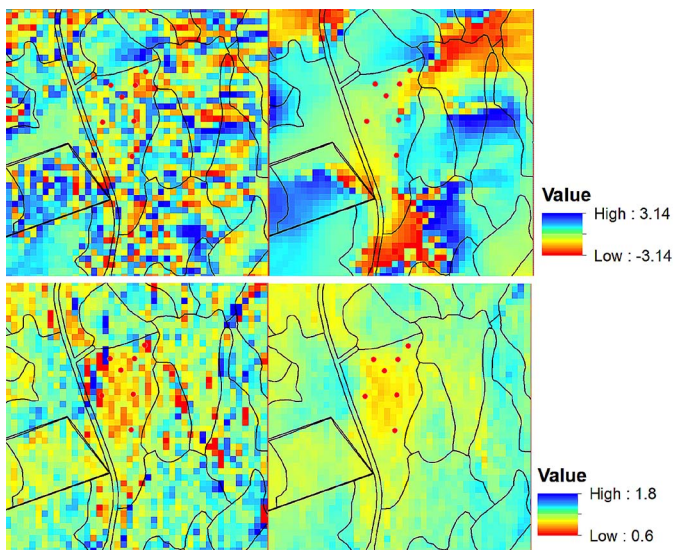 Value
High : 3.14
Low : -3.14
Value
High : 1.8
Low : 0.6